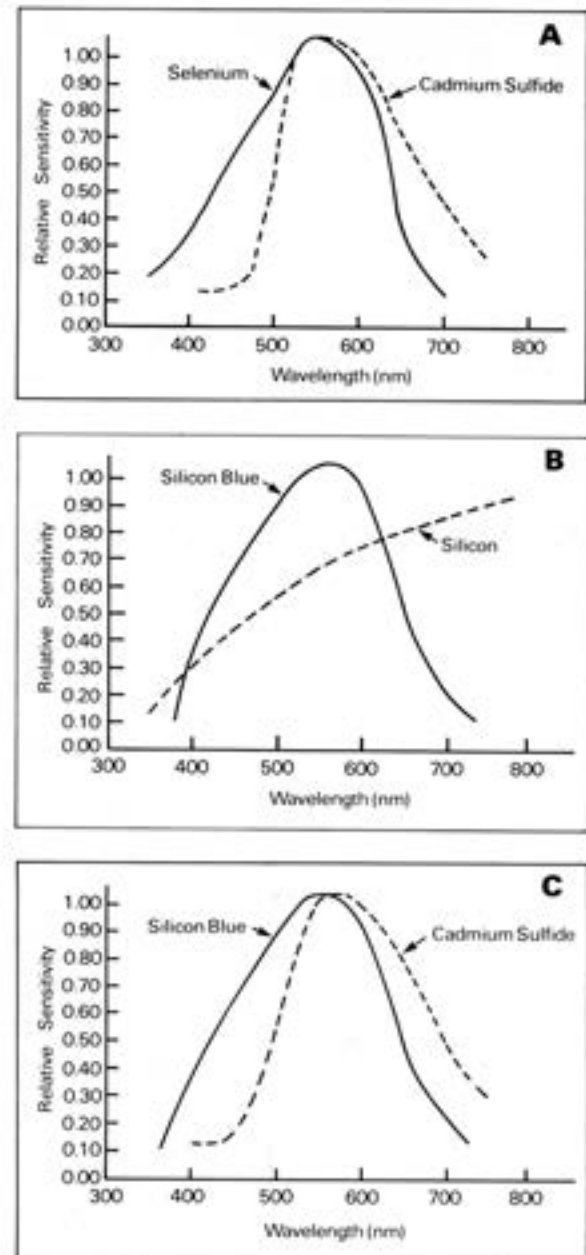 A
1.00
0.90
0.80
0.70
0.60
0.50
0.40
0.30
0.20
0.10
0.00
Relative Sensitivity
Selenium
Cadmium Sulfide
300 400 500 600 700 800
Wavelength (nm)
B
1.00
0.90
0.80
0.70
0.60
0.50
0.40
0.30
0.20
0.10
0.00
Relative Sensitivity
Silicon Blue
Silicon
300 400 500 600 700 800
Wavelength (nm)
C
1.00
0.90
0.80
0.70
0.60
0.50
0.40
0.30
0.20
0.10
0.00
Relative Sensitivity
Silicon Blue
Cadmium Sulfide
300 400 500 600 700 800
Wavelength (nm)